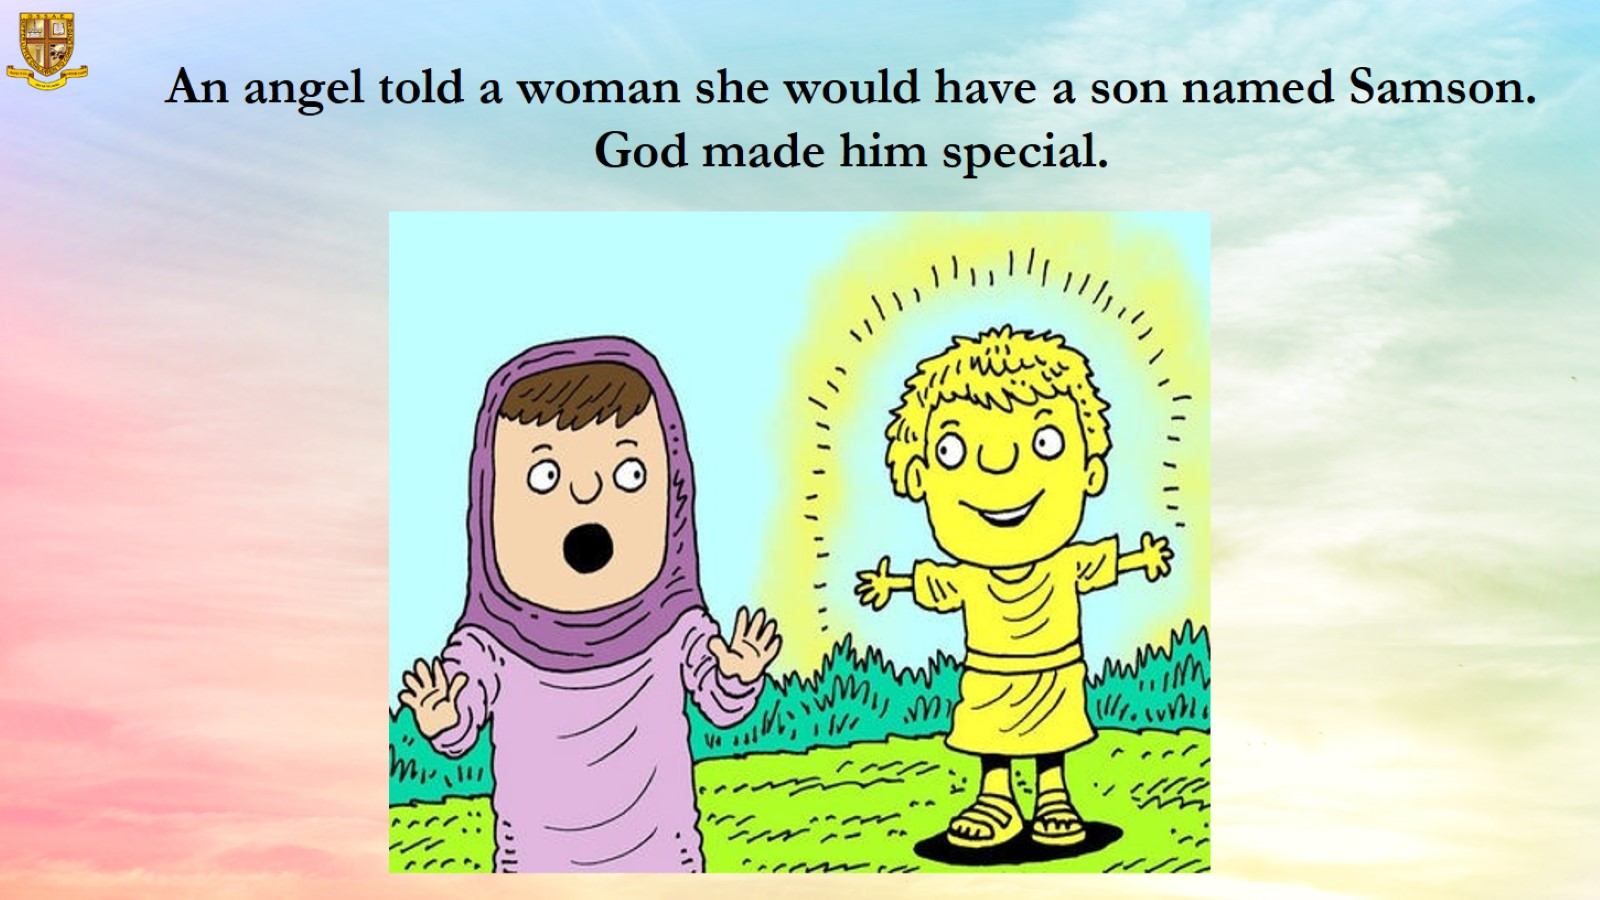 An angel told a woman she would have a son named Samson.
God made him special.